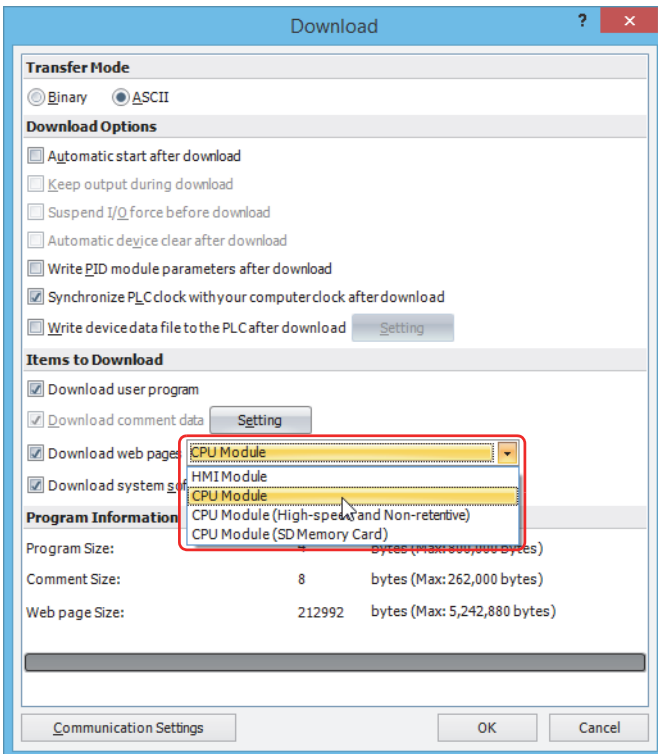 Download
?
×
Transfer Mode
Binary ASCII
Download Options
Automatic start after download
Keep output during download
Suspend I/O force before download
Automatic device clear after download
Write PID module parameters after download
Synchronize PLC clock with your computer clock after download
Write device data file to the PLC after download Setting
Items to Download
Download user program
Download comment data Setting
Download web pages CPU Module
HMI Module
Download system
CPU Module
Program Information CPU Module (High-speed and Non-retentive)
CPU Module (SD Memory Card)
Program Size: 4 bytes (Max: 800,000 bytes)
Comment Size: 8 bytes (Max: 262,000 bytes)
Web page Size: 212992 bytes (Max: 5,242,880 bytes)
Communication Settings OK Cancel